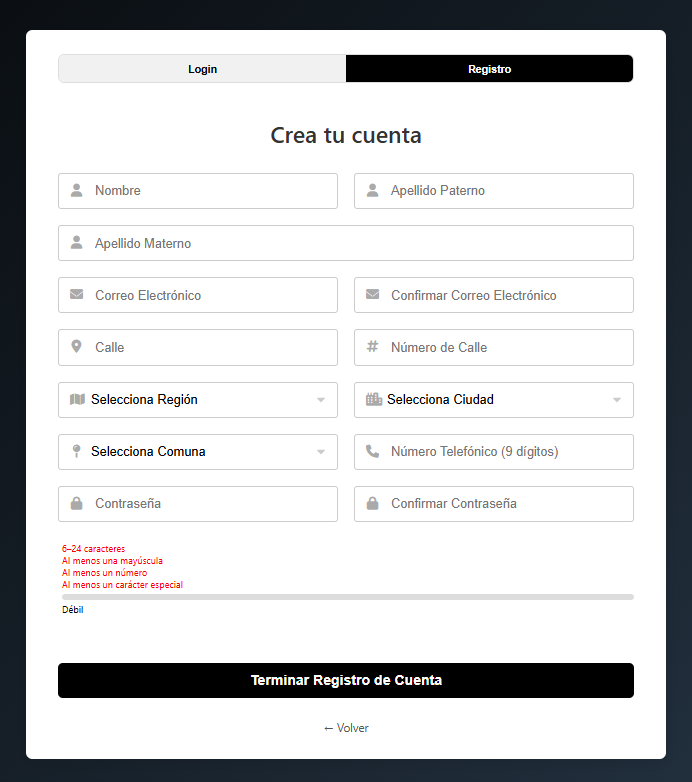 Login
Registro
Crea tu cuenta
Nombre
Apellido Paterno
Apellido Materno
Correo Electrónico
Confirmar Correo Electrónico
Calle
Número de Calle
Selecciona Región
Selecciona Ciudad
Selecciona Comuna
Número Telefónico (9 dígitos)
Contraseña
Confirmar Contraseña
6–24 caracteres
Al menos una mayúscula
Al menos un número
Al menos un carácter especial
Débil
Terminar Registro de Cuenta
← Volver